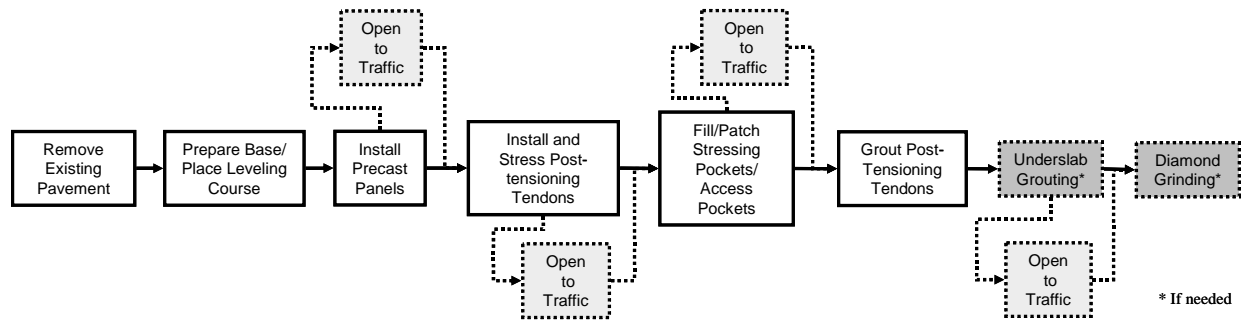 Open
to
Traffic
Open
to
Traffic
Remove
Existing
Pavement
Prepare Base/
Place Leveling
Course
Install
Precast
Panels
Install and
Stress Post-
tensioning
Tendons
Fill/Patch
Stressing
Pockets/
Access
Pockets
Grout Post-
Tensioning
Tendons
Underslab
Grouting*
Diamond
Grinding*
Open
to
Traffic
Open
to
Traffic
* If needed